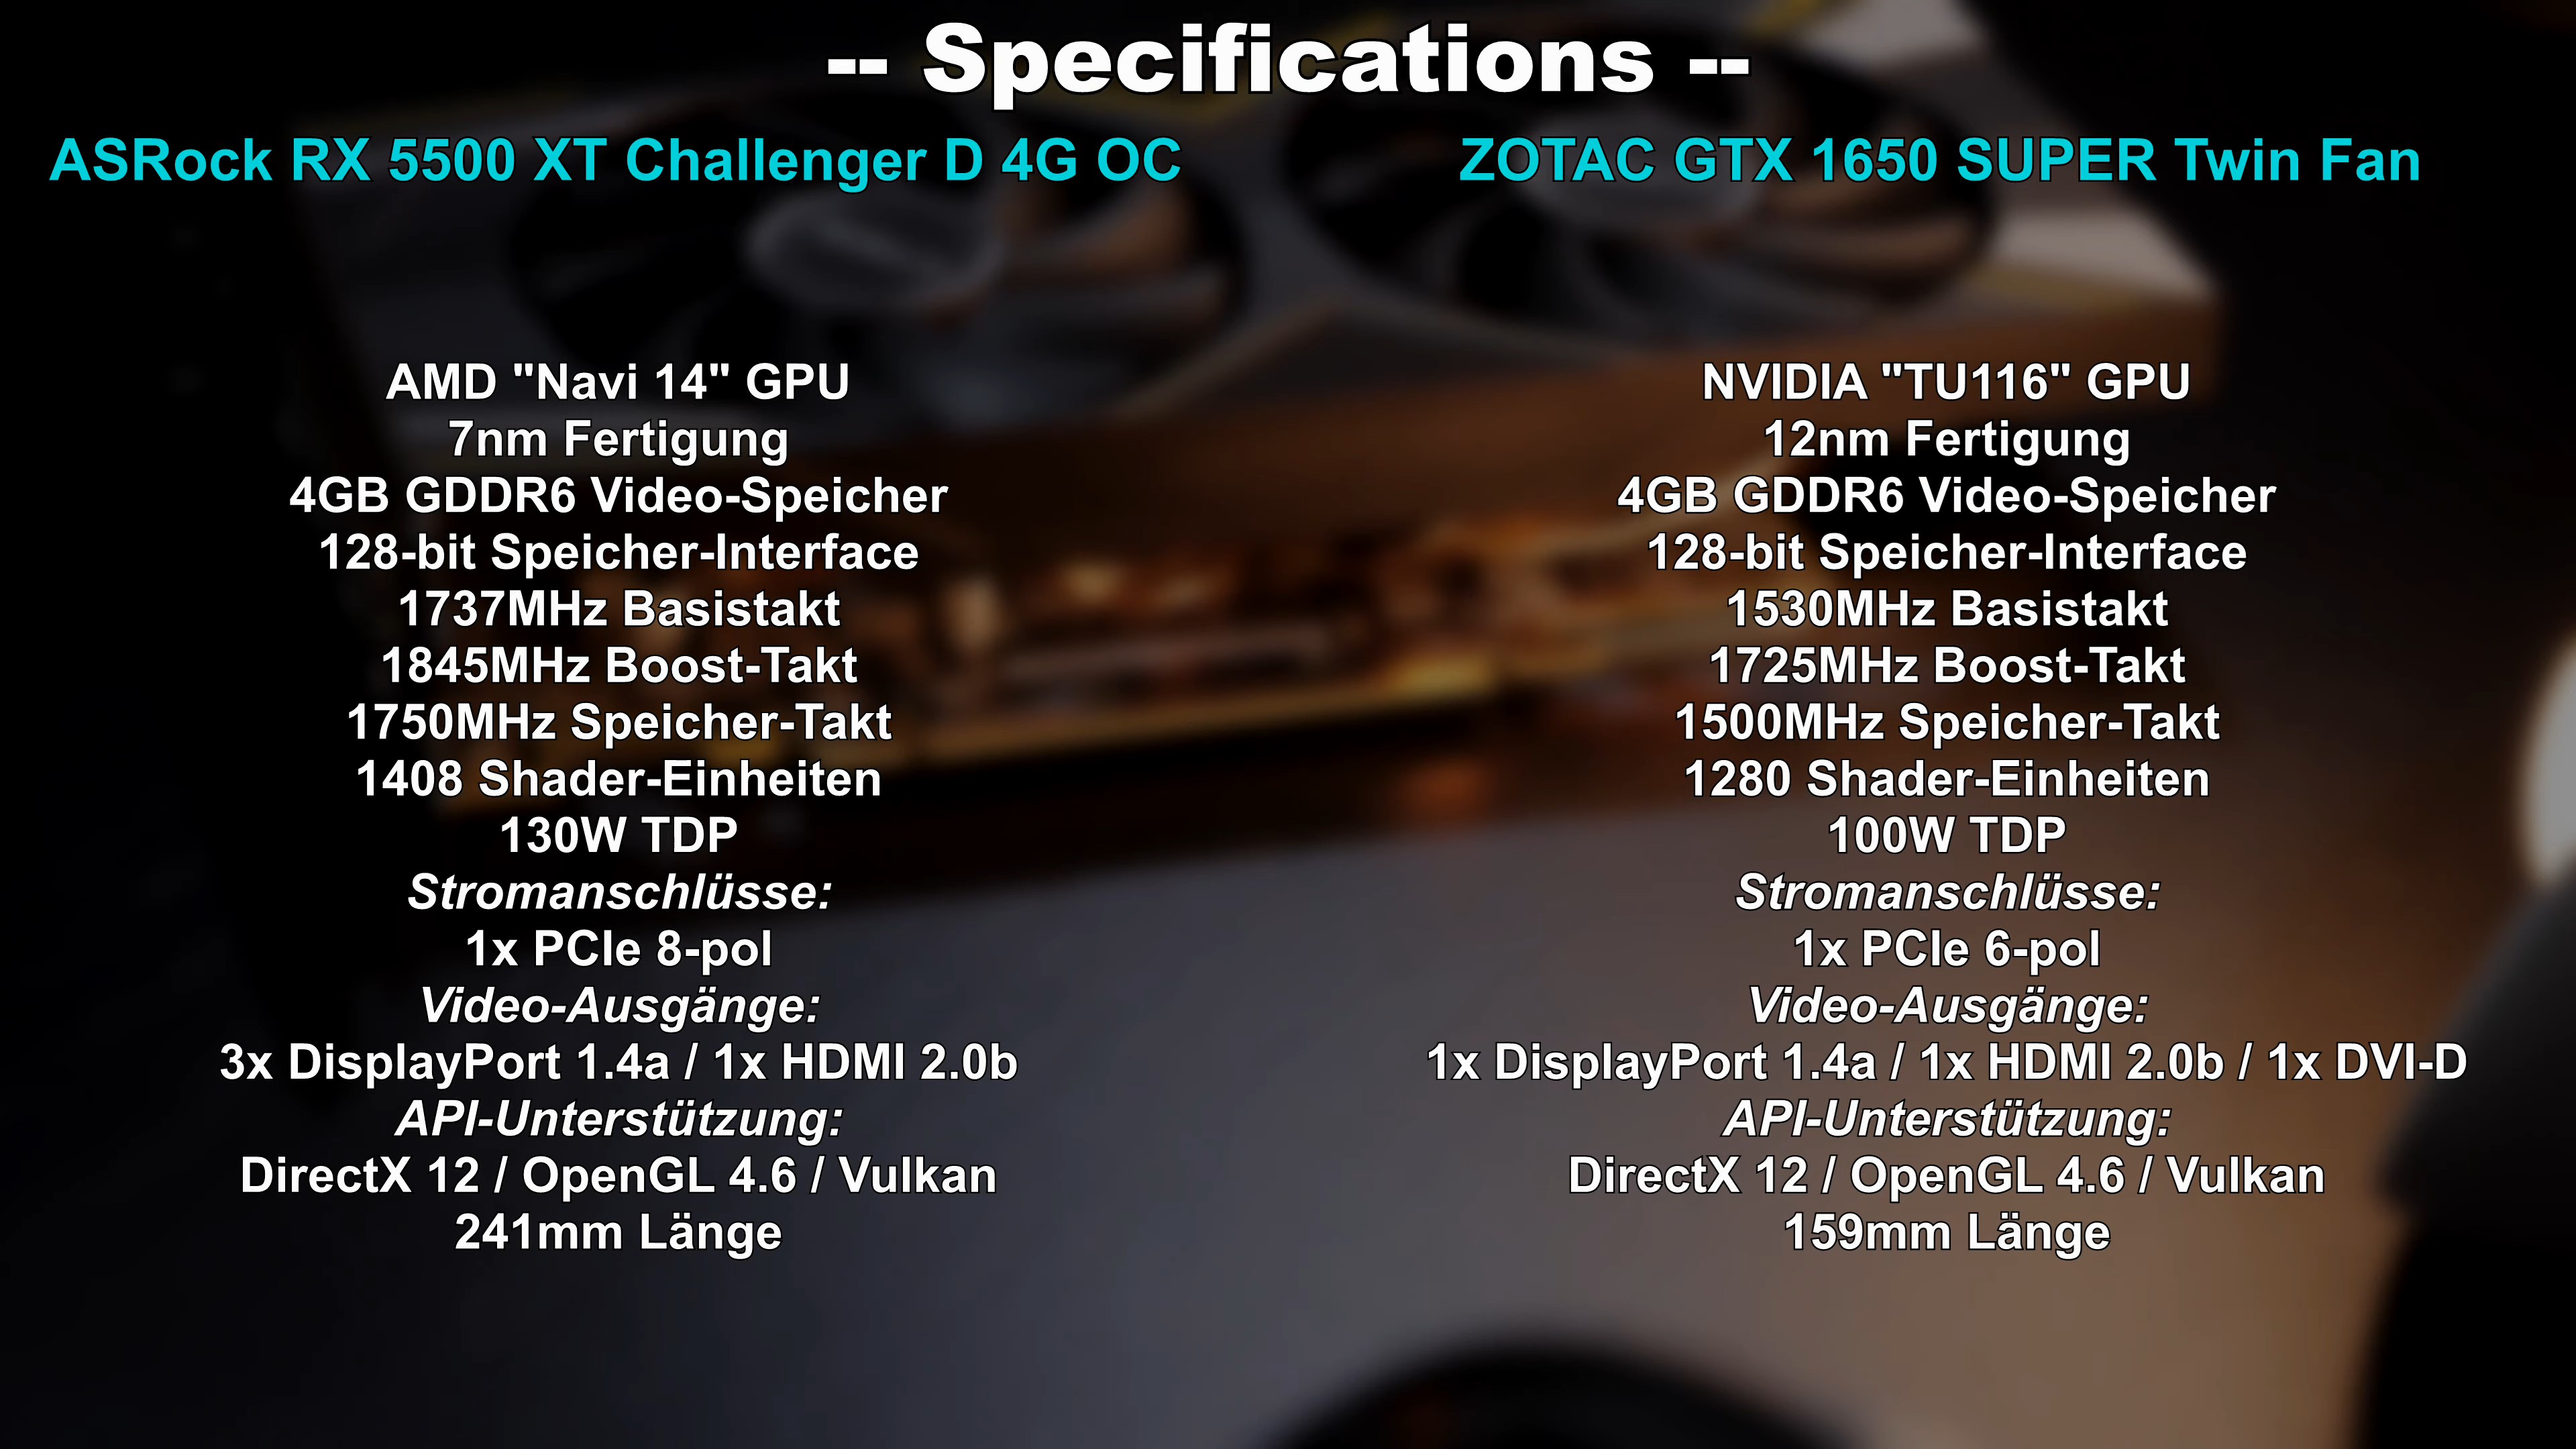 -- Specifications --
ASRock RX 5500 XT Challenger D 4G OC
AMD "Navi 14" GPU
7nm Fertigung
4GB GDDR6 Video-Speicher
128-bit Speicher-Interface
1737MHz Basistakt
1845MHz Boost-Takt
1750MHz Speicher-Takt
1408 Shader-Einheiten
130W TDP
Stromanschlüsse:
1x PCIe 8-pol
Video-Ausgänge:
3x DisplayPort 1.4a / 1x HDMI 2.0b
API-Unterstützung:
DirectX 12 / OpenGL 4.6 / Vulkan
241mm Länge
ZOTAC GTX 1650 SUPER Twin Fan
NVIDIA "TU116" GPU
12nm Fertigung
4GB GDDR6 Video-Speicher
128-bit Speicher-Interface
1530MHz Basistakt
1725MHz Boost-Takt
1500MHz Speicher-Takt
1280 Shader-Einheiten
100W TDP
Stromanschlüsse:
1x PCIe 6-pol
Video-Ausgänge:
1x DisplayPort 1.4a / 1x HDMI 2.0b / 1x DVI-D
API-Unterstützung:
DirectX 12 / OpenGL 4.6 / Vulkan
159mm Länge